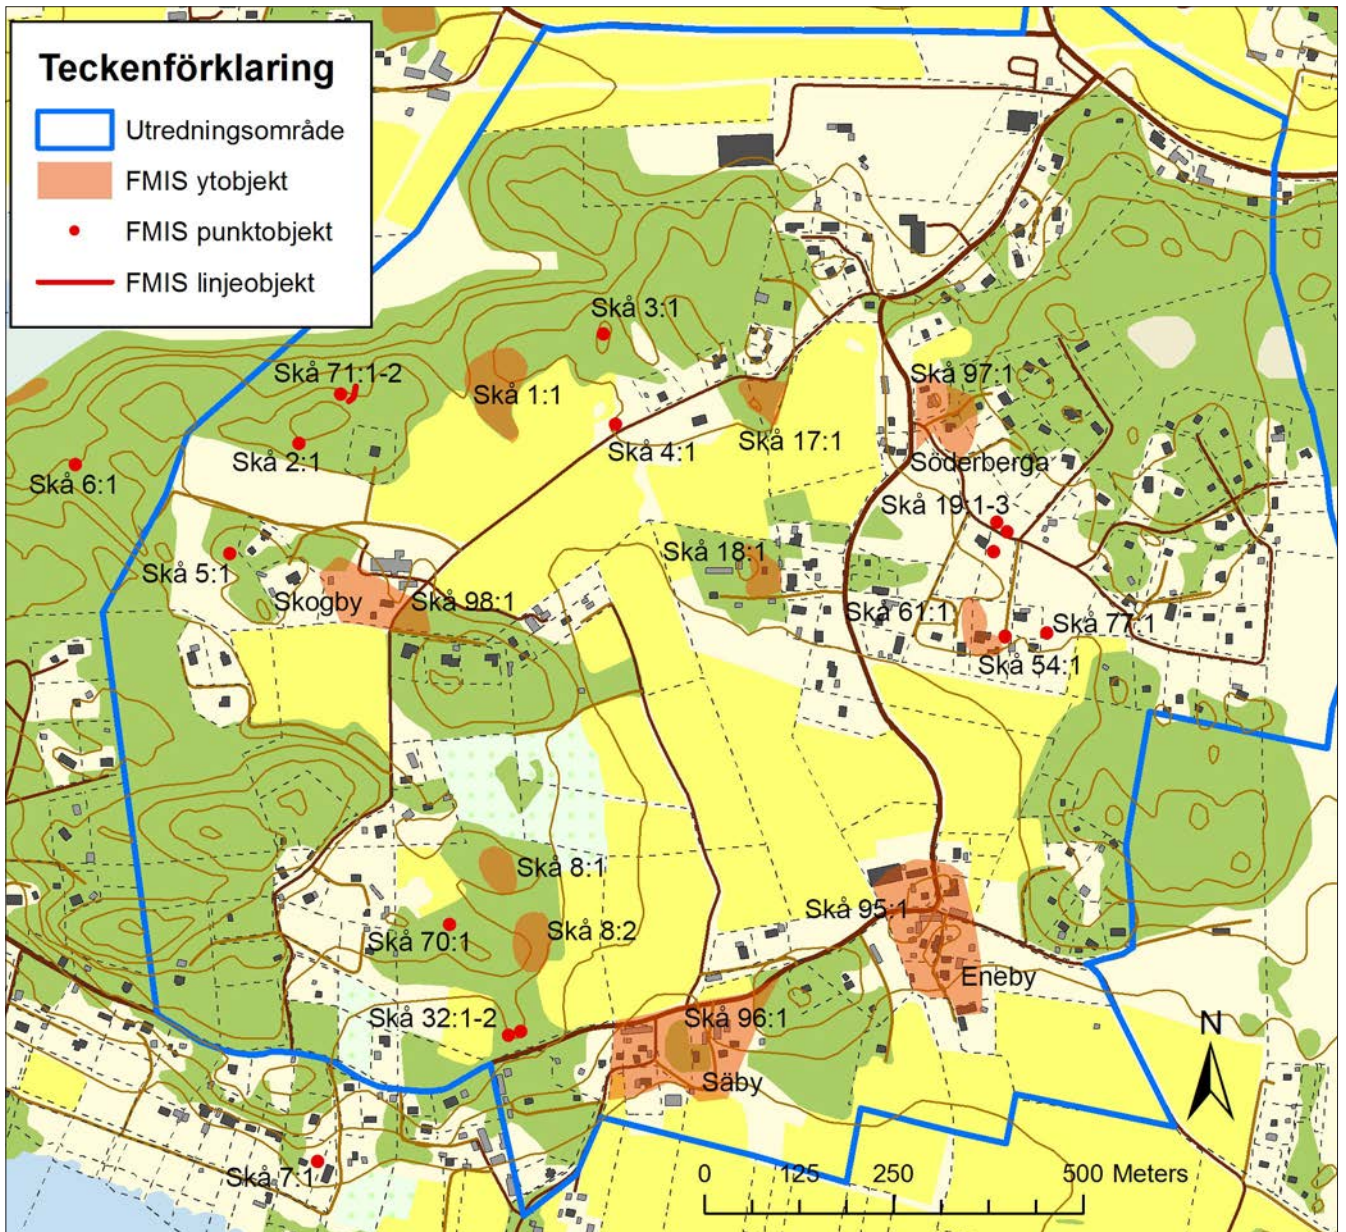 Teckenförklaring
Utredningsområde
FMIS ytobjekt
FMIS punktobjekt
FMIS linjeobjekt
Skå 3:1
Skå 71:1-2
Skå 1:1
Skå 97:1
Skå 4:1
Skå 17:1
Skå 2:1
Söderberga
Skå 6:1
Skå 19:1-3
Skå 18:1
Skå 5:1
Skogby
Skå 98:1
Skå 61:1
Skå 77:1
Skå 54:1
Skå 8:1
Skå 95:1
Skå 8:2
Skå 70:1
Eneby
Skå 32:1-2
Skå 96:1
N
Säby
Skå 7:1
0 125 250 500 Meters